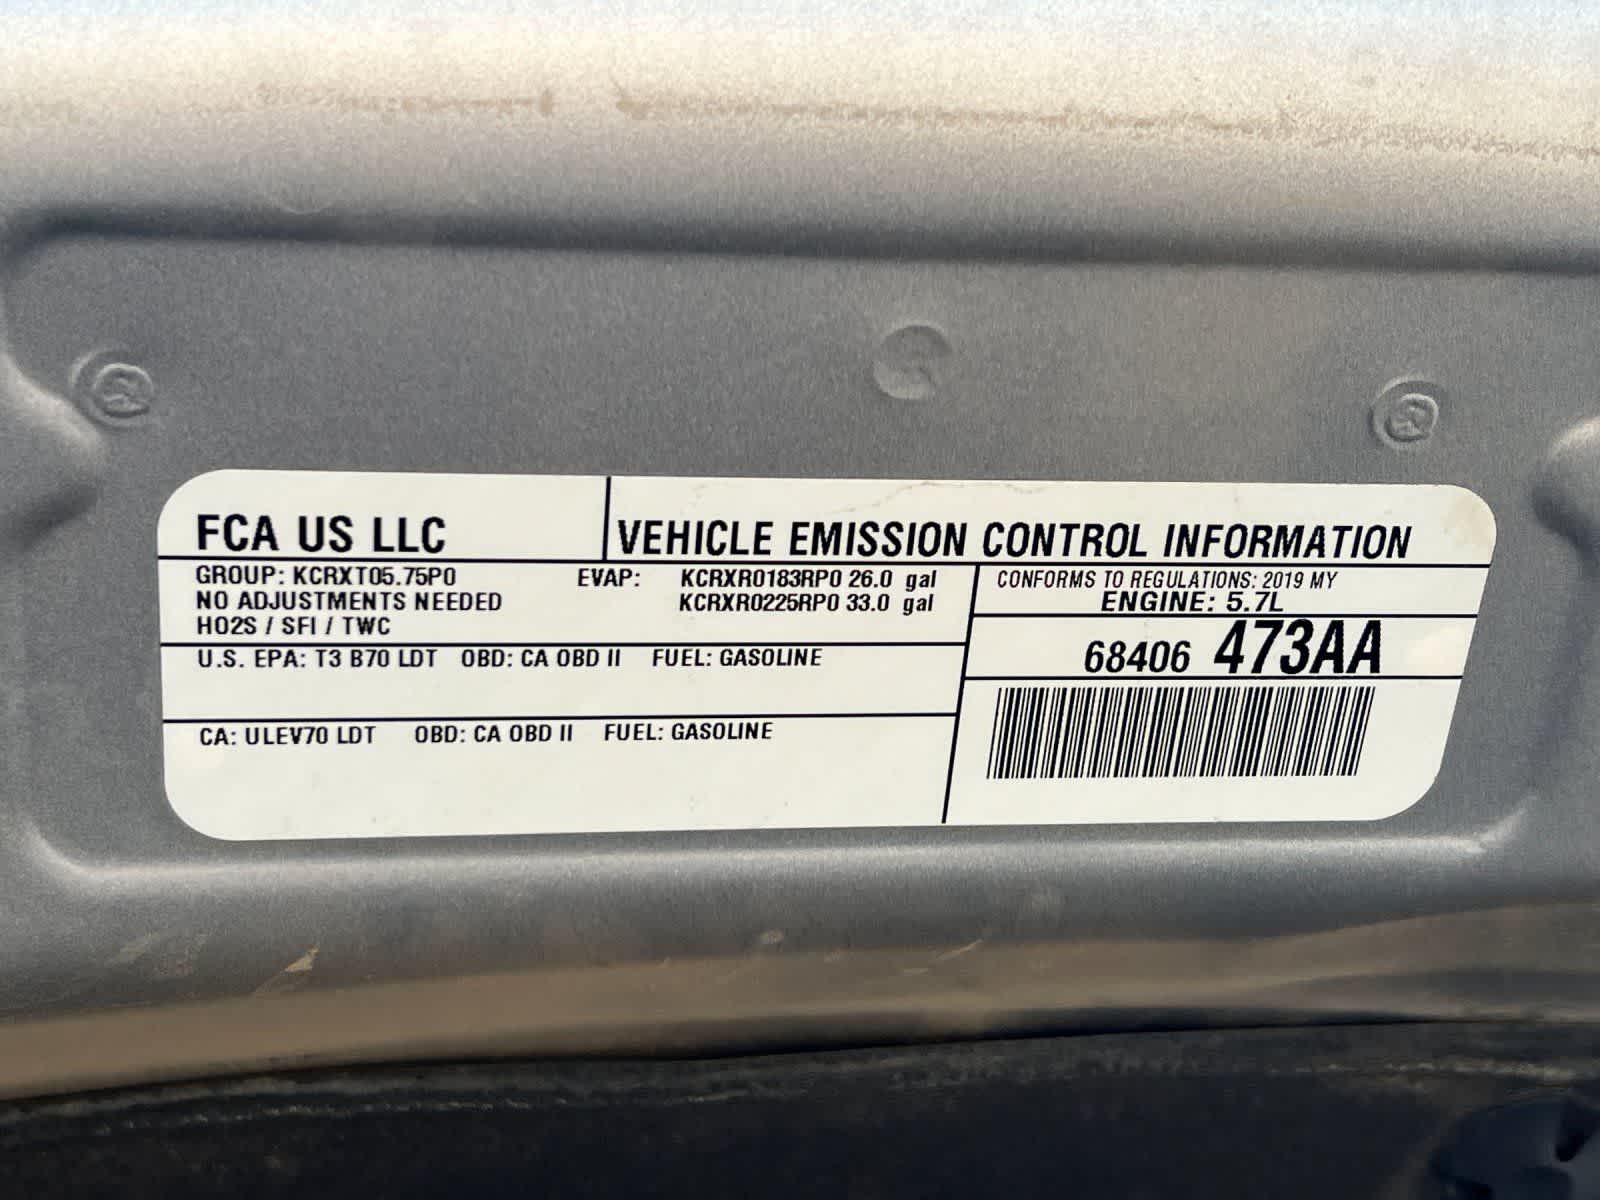 FCA US LLC
VEHICLE EMISSION CONTROL INFORMATION
GROUP: KCRXT05.75P0
NO ADJUSTMENTS NEEDED
HO2S / SFI / TWC
EVAP: KCRXR0183RP0 26.0 gal
KCRXR0225RP0 33.0 gal
CONFORMS TO REGULATIONS: 2019 MY
ENGINE: 5.7L
68406 473AA
U.S. EPA: T3 B70 LDT OBD: CA OBD II FUEL: GASOLINE
CA: ULEV70 LDT OBD: CA OBD II FUEL: GASOLINE